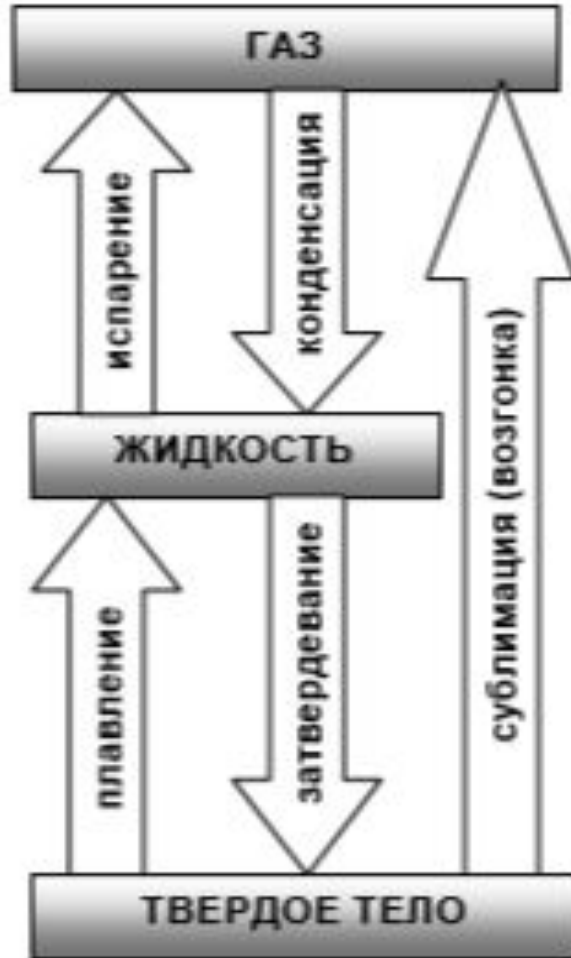 ГАЗ
испарение
конденсация
ЖИДКОСТЬ
сублимация (возгонка)
плавление
затвердевание
ТВЕРДОЕ ТЕЛО